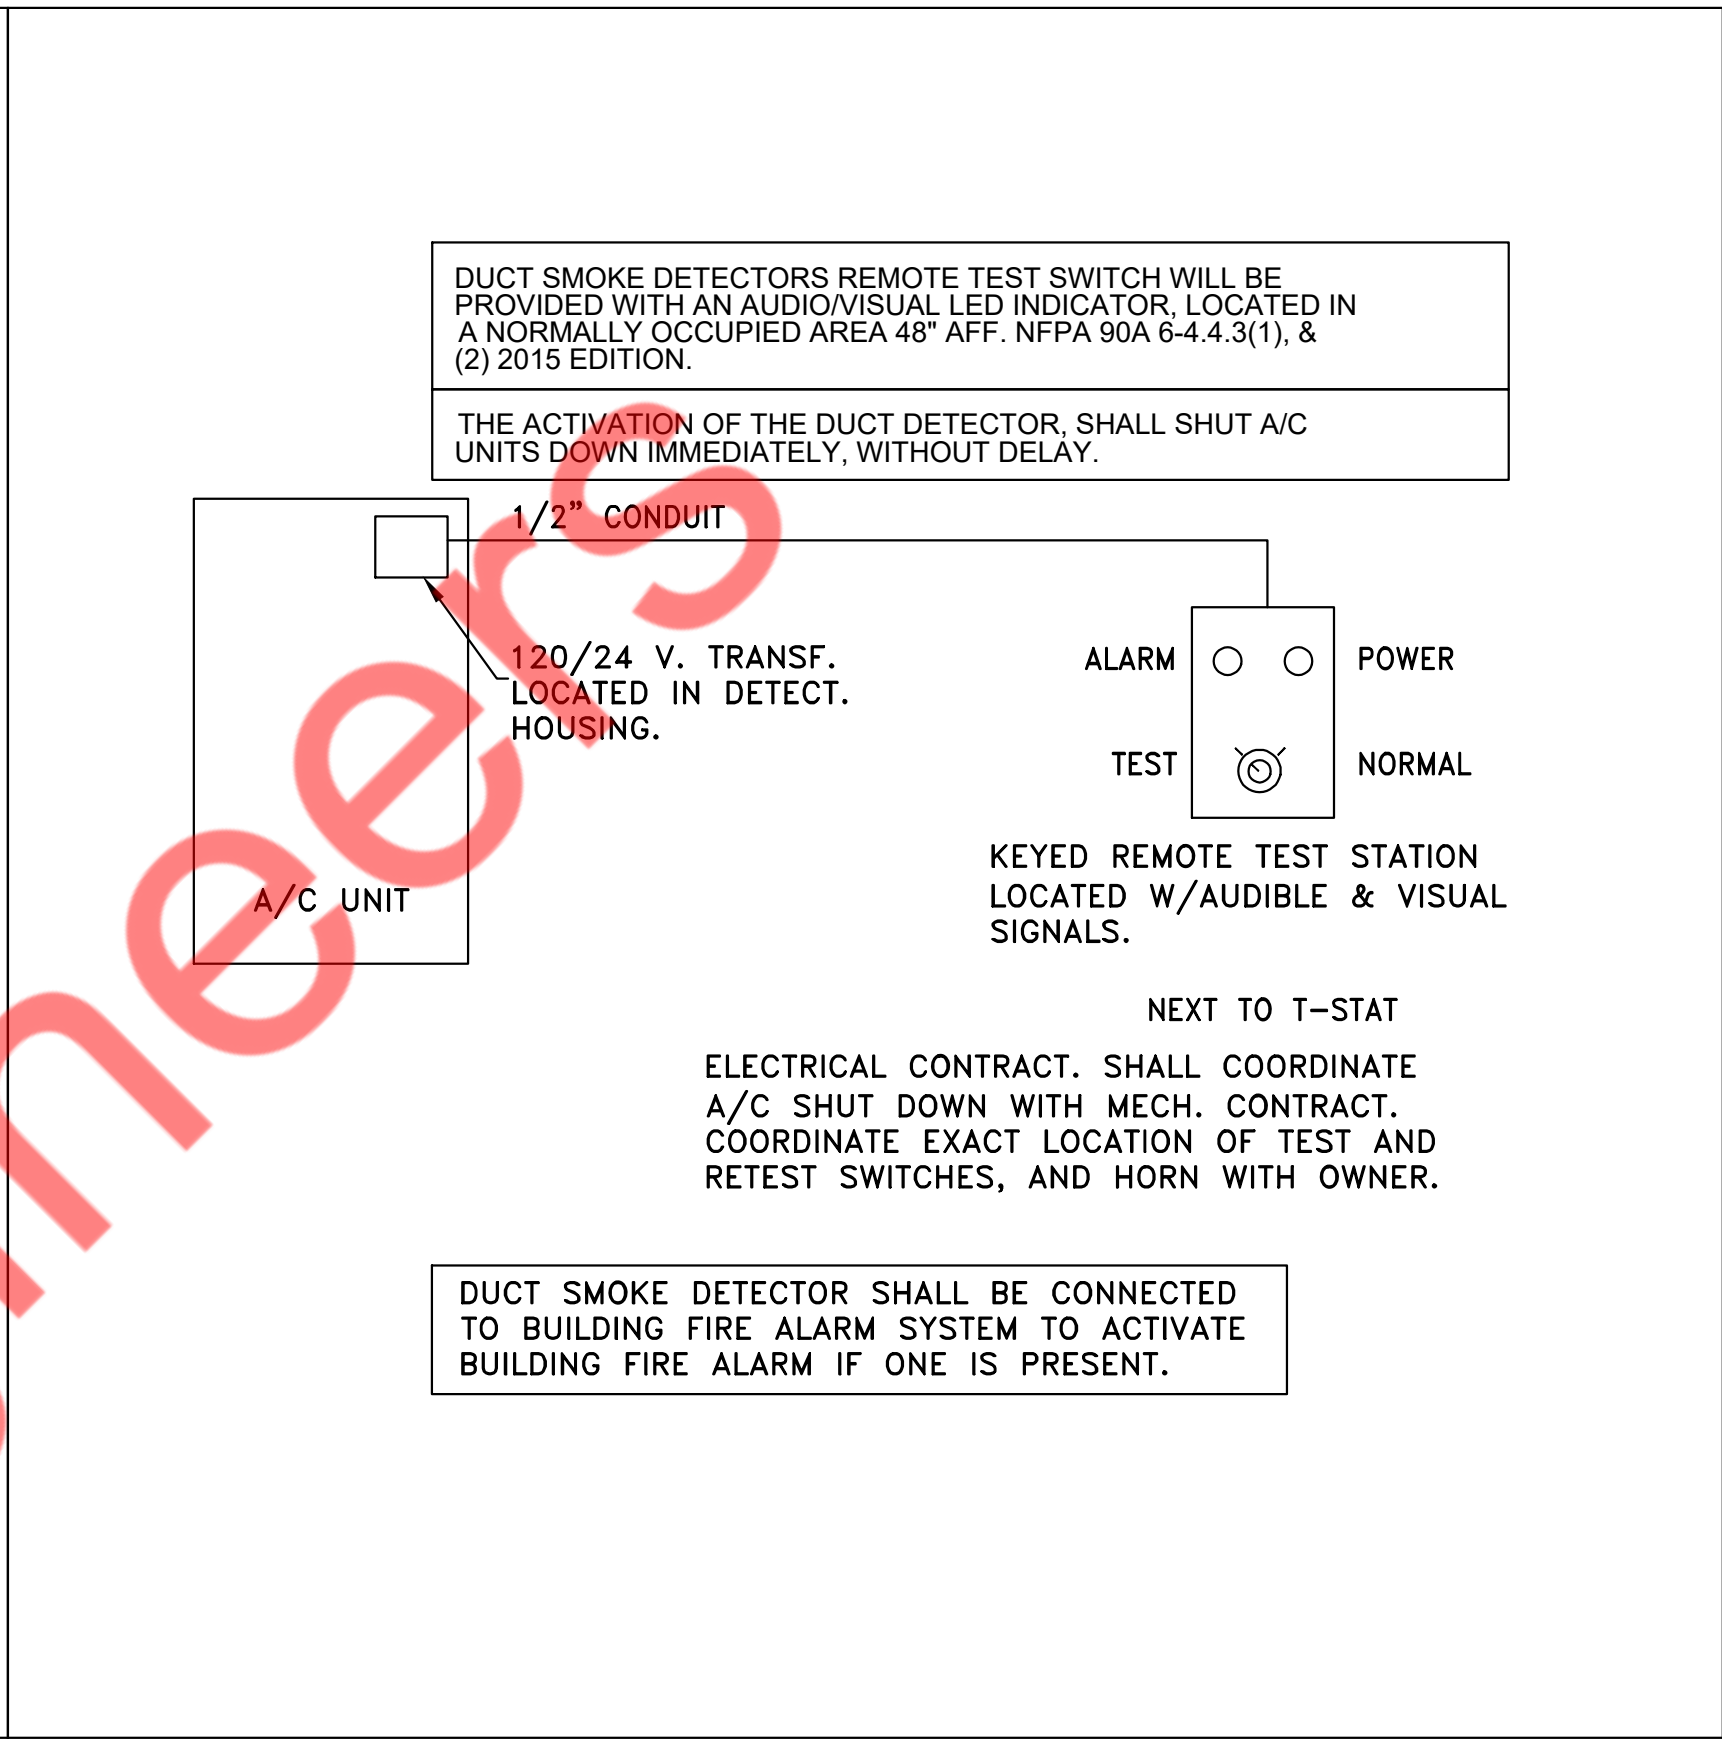 DUCT SMOKE DETECTORS REMOTE TEST SWITCH WILL BE
PROVIDED WITH AN AUDIO/VISUAL LED INDICATOR, LOCATED IN
A NORMALLY OCCUPIED AREA 48" AFF. NFPA 90A 6-4.4.3(1), &
(2) 2015 EDITION.
THE ACTIVATION OF THE DUCT DETECTOR, SHALL SHUT A/C
UNITS DOWN IMMEDIATELY, WITHOUT DELAY.
1/2" CONDUIT
120/24 V. TRANSF.
LOCATED IN DETECT.
HOUSING.
A/C UNIT
ALARM
POWER
TEST
NORMAL
KEYED REMOTE TEST STATION
LOCATED W/AUDIBLE & VISUAL
SIGNALS.
NEXT TO T-STAT
ELECTRICAL CONTRACT. SHALL COORDINATE
A/C SHUT DOWN WITH MECH. CONTRACT.
COORDINATE EXACT LOCATION OF TEST AND
RETEST SWITCHES, AND HORN WITH OWNER.
DUCT SMOKE DETECTOR SHALL BE CONNECTED
TO BUILDING FIRE ALARM SYSTEM TO ACTIVATE
BUILDING FIRE ALARM IF ONE IS PRESENT.
neers